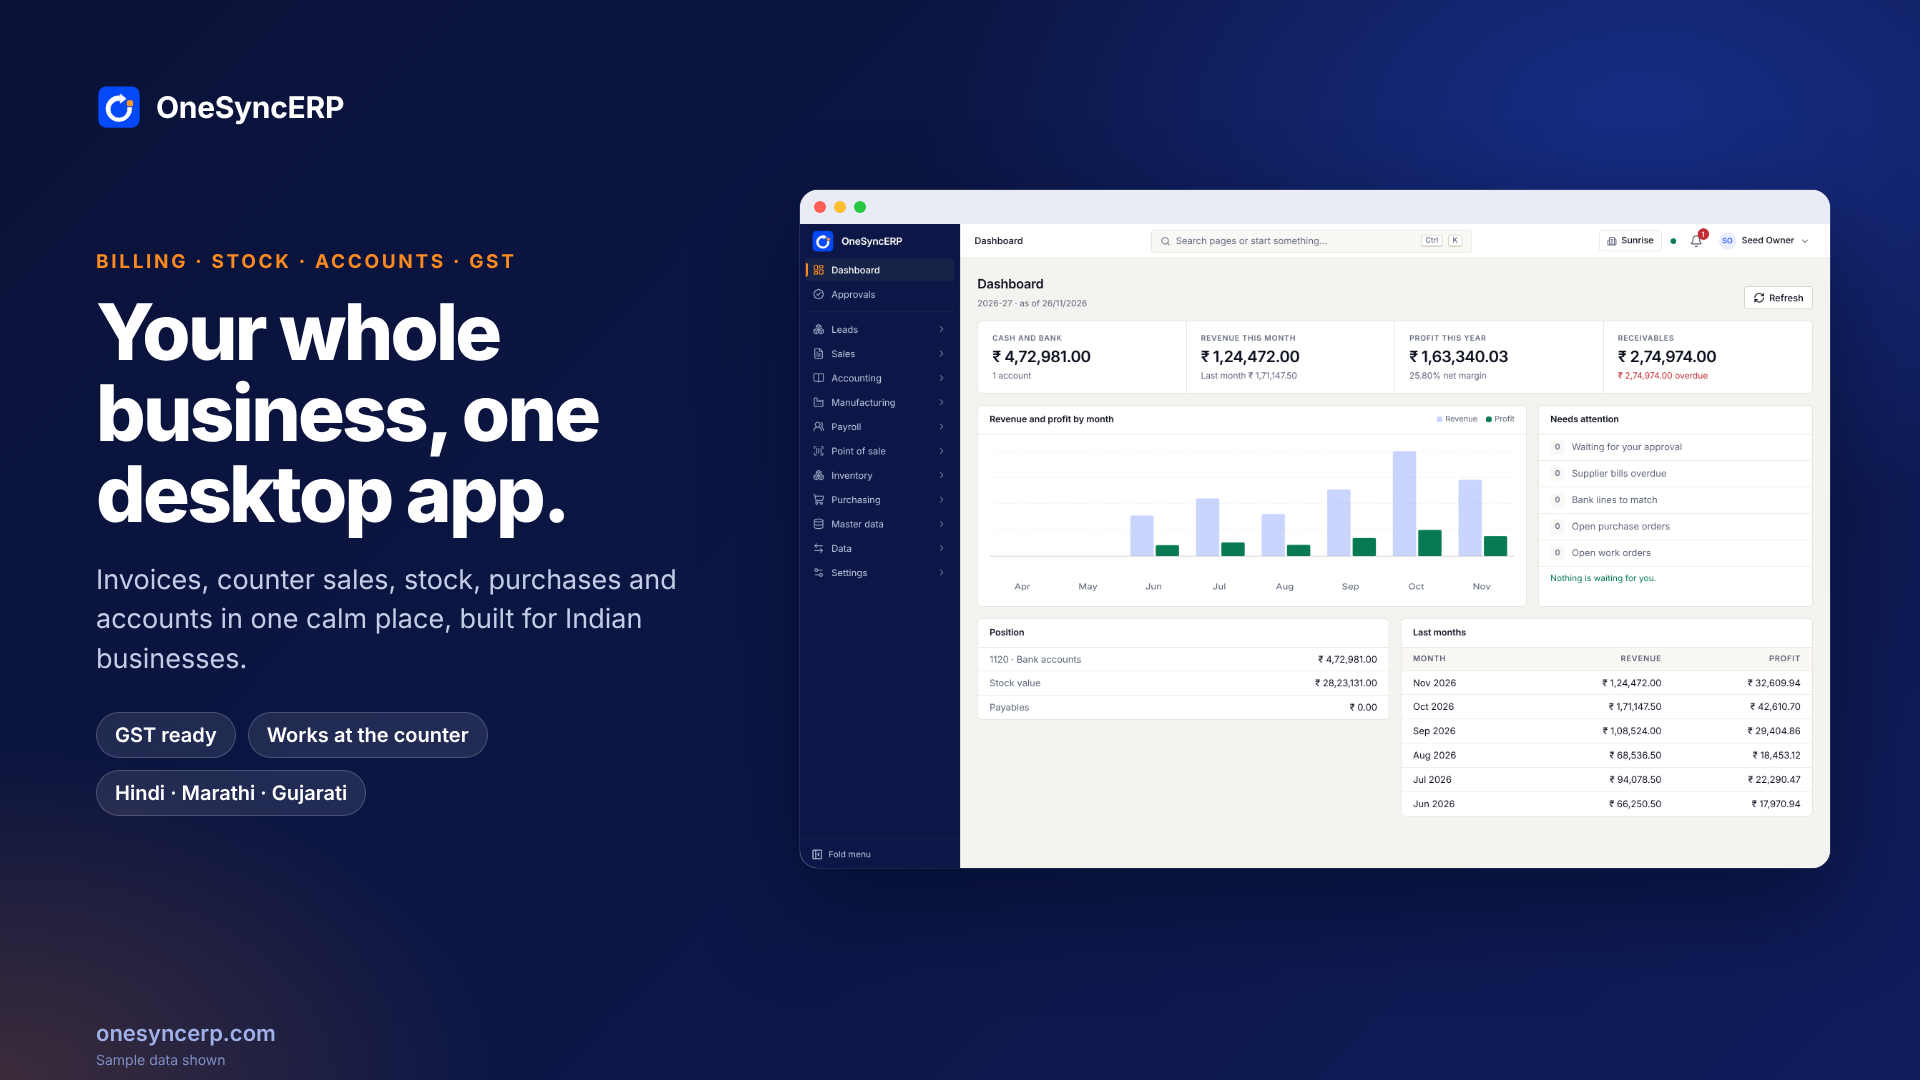 OneSyncERP
BILLING · STOCK · ACCOUNTS · GST
Your whole
business, one
desktop app.
Invoices, counter sales, stock, purchases and
accounts in one calm place, built for Indian
businesses.
GST ready
Works at the counter
Hindi · Marathi · Gujarati
onesyncerp.com
Sample data shown
OneSyncERP
Dashboard
Approvals
Leads
Sales
Accounting
Manufacturing
Payroll
Point of sale
Inventory
Purchasing
Master data
Data
Settings
Fold menu
Dashboard
Search pages or start something...
Ctrl K
Sunrise
1
SO
Seed Owner
Dashboard
2026-27 · as of 26/11/2026
Refresh
CASH AND BANK
₹ 4,72,981.00
1 account
REVENUE THIS MONTH
₹ 1,24,472.00
Last month ₹ 1,71,147.50
PROFIT THIS YEAR
₹ 1,63,340.03
25.80% net margin
RECEIVABLES
₹ 2,74,974.00
₹ 2,74,974.00 overdue
Revenue and profit by month
Revenue Profit
Apr May Jun Jul Aug Sep Oct Nov
Needs attention
0 Waiting for your approval
0 Supplier bills overdue
0 Bank lines to match
0 Open purchase orders
0 Open work orders
Nothing is waiting for you.
Position
1120 · Bank accounts ₹ 4,72,981.00
Stock value ₹ 28,23,131.00
Payables ₹ 0.00
Last months
MONTH REVENUE PROFIT
Nov 2026 ₹ 1,24,472.00 ₹ 32,609.94
Oct 2026 ₹ 1,71,147.50 ₹ 42,610.70
Sep 2026 ₹ 1,08,524.00 ₹ 29,404.86
Aug 2026 ₹ 68,536.50 ₹ 18,453.12
Jul 2026 ₹ 94,078.50 ₹ 22,290.47
Jun 2026 ₹ 66,250.50 ₹ 17,970.94